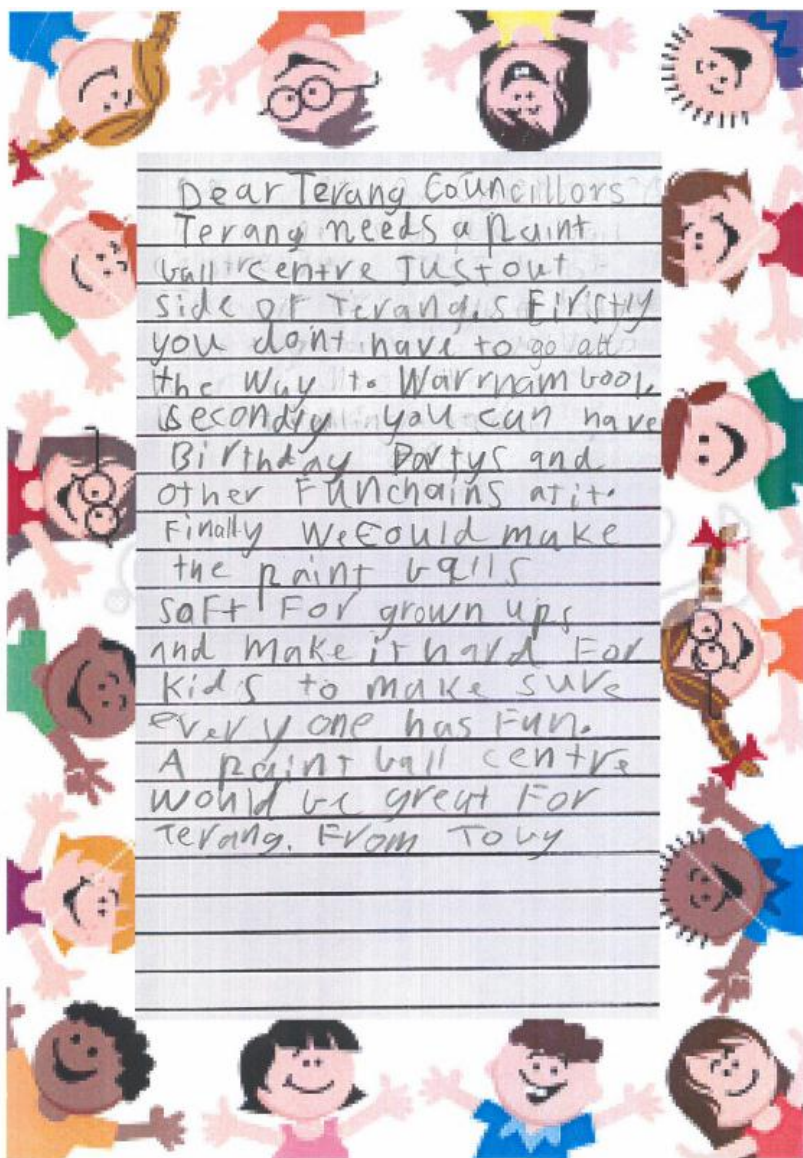 Dear Terang Councillors
Terang needs a paint
ball centre Just out
side of Terang. Firstly
you dont have to go all
the way to Warrnambool,
secondly you can have
Birthday Partys and
other Funchains at it.
Finally We Could make
the paint balls
soft For grown ups
and make it hard For
kids to make sure
every one has Fun.
A paint ball centre
would be great For
Terang. From Toby